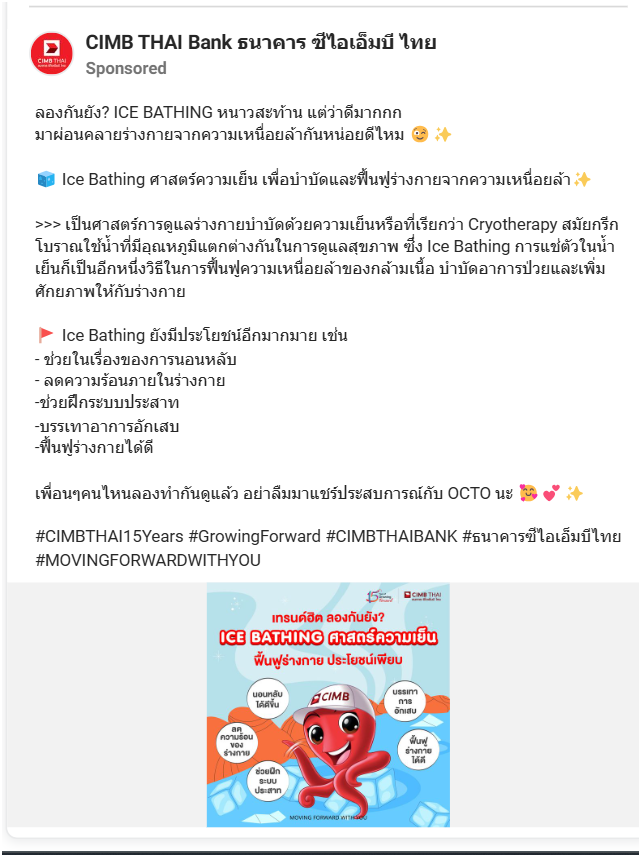 CIMB THAI Bank ธนาคาร ซีไอเอ็มบี ไทย
CIMB THAI
Sponsored
ลองกันยัง? ICE BATHING หนาวสะท้าน แต่ว่าดีมากกก
มาผ่อนคลายร่างกายจากความเหนื่อยล้ากันหน่อยดีไหม 😉 ✨
🧊 Ice Bathing ศาสตร์ความเย็น เพื่อบำบัดและฟื้นฟูร่างกายจากความเหนื่อยล้า✨
>>> เป็นศาสตร์การดูแลร่างกายบำบัดด้วยความเย็นหรือที่เรียกว่า Cryotherapy สมัยกรีก
โบราณใช้น้ำที่มีอุณหภูมิแตกต่างกันในการดูแลสุขภาพ ซึ่ง Ice Bathing การแช่ตัวในน้ำ
เย็นก็เป็นอีกหนึ่งวิธีในการฟื้นฟูความเหนื่อยล้าของกล้ามเนื้อ บำบัดอาการป่วยและเพิ่ม
ศักยภาพให้กับร่างกาย
🚩 Ice Bathing ยังมีประโยชน์อีกมากมาย เช่น
- ช่วยในเรื่องของการนอนหลับ
- ลดความร้อนภายในร่างกาย
-ช่วยฝึกระบบประสาท
-บรรเทาอาการอักเสบ
-ฟื้นฟูร่างกายได้ดี
เพื่อนๆคนไหนลองทำกันดูแล้ว อย่าลืมมาแชร์ประสบการณ์กับ OCTO นะ 🥰 💕 ✨
#CIMBTHAI15Years #GrowingForward #CIMBTHAIBANK #ธนาคารซีไอเอ็มบีไทย
#MOVINGFORWARDWITHYOU
15
CIMB THAI
เทรนด์ฮิต ลองกันยัง?
ICE BATHING ศาสตร์ความเย็น
ฟื้นฟูร่างกาย ประโยชน์เพียบ
นอนหลับ
ได้ดีขึ้น
CIMB
บรรเทา
การ
อักเสบ
ลด
ความร้อน
ของ
ร่างกาย
ฟื้นฟู
ร่างกาย
ได้ดี
ช่วยฝึก
ระบบ
ประสาท
MOVING FORWARD WITH YOU